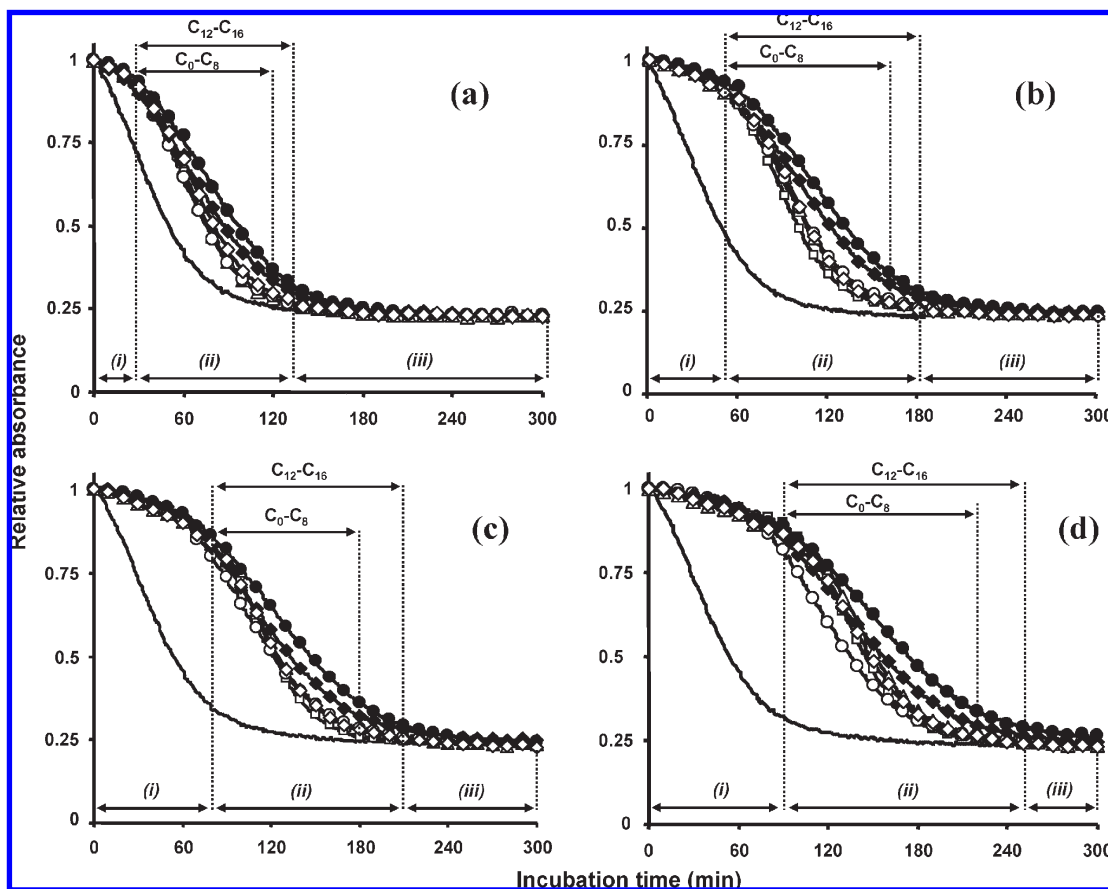 C12-C16
C0-C8
(a)
1
0.75
0.5
0.25
0
(i)
(ii)
(iii)
0 60 120 180 240 300
C12-C16
C0-C8
(b)
1
0.75
0.5
0.25
0
(i)
(ii)
(iii)
0 60 120 180 240 300
C12-C16
C0-C8
(c)
1
0.75
0.5
0.25
0
(i)
(ii)
(iii)
0 60 120 180 240 300
C12-C16
C0-C8
(d)
1
0.75
0.5
0.25
0
(i)
(ii)
(iii)
0 60 120 180 240 300
Relative absorbance
Incubation time (min)